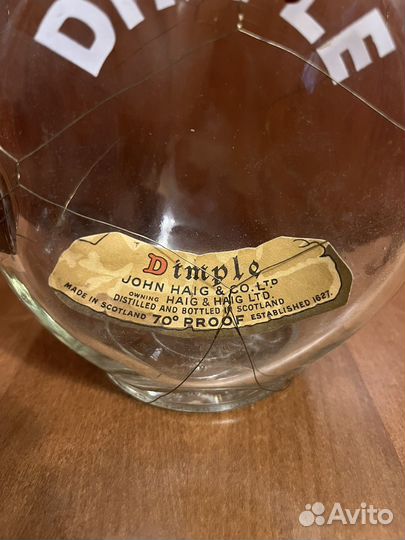 DIMPLE
Dimple
JOHN HAIG & CO. LTD
OWNING HAIG & HAIG LTD.
DISTILLED AND BOTTLED IN SCOTLAND
MADE IN SCOTLAND 70° PROOF ESTABLISHED 1627.
Avito